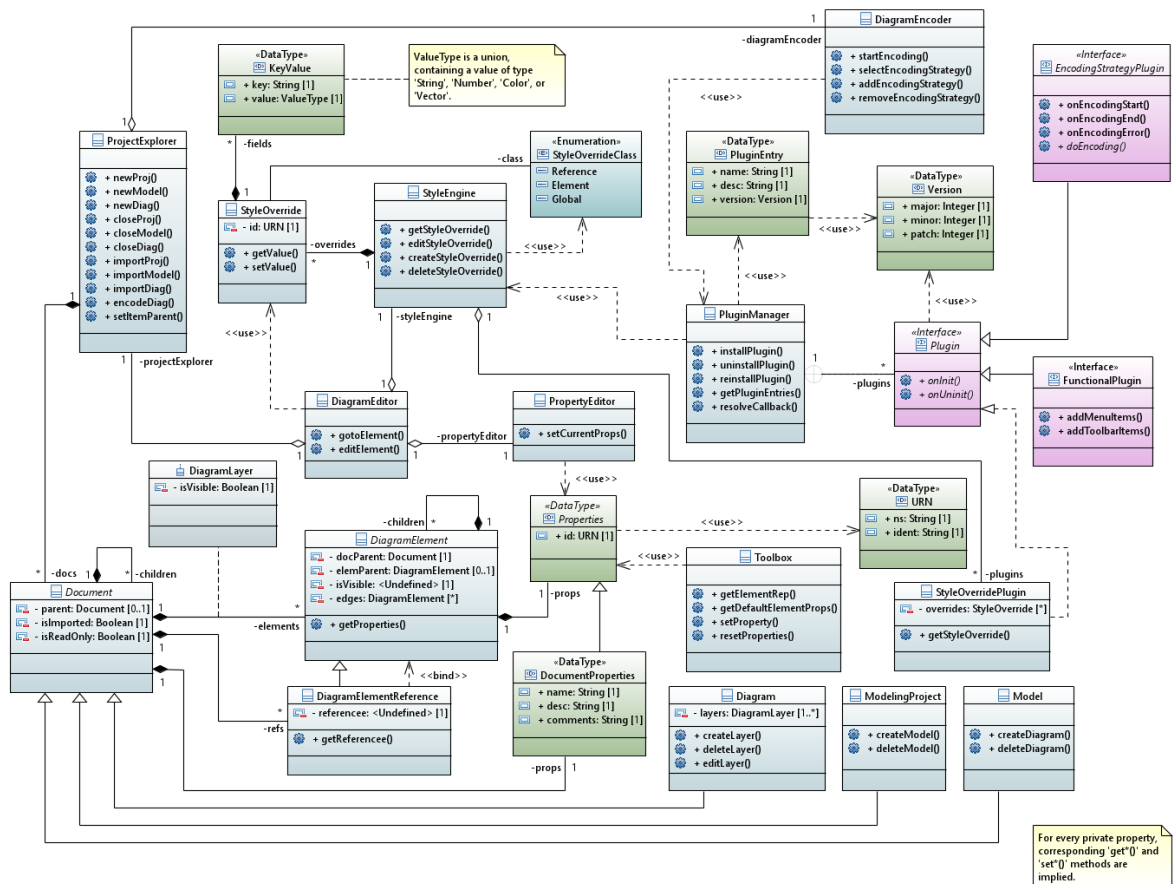 1
DiagramEncoder
-diagramEncoder
+ startEncoding()
+ selectEncodingStrategy()
+ addEncodingStrategy()
+ removeEncodingStrategy()
«DataType»
KeyValue
+ key: String [1]
+ value: ValueType [1]
ValueType is a union,
containing a value of type
'String', 'Number', 'Color', or
'Vector'.
«Interface»
EncodingStrategyPlugin
+ onEncodingStart()
+ onEncodingEnd()
+ onEncodingError()
+ doEncoding()
<<use>>
1
ProjectExplorer
+ newProj()
+ newModel()
+ newDiag()
+ closeProj()
+ closeModel()
+ closeDiag()
+ importProj()
+ importModel()
+ importDiag()
+ encodeDiag()
+ setItemParent()
*
-fields
1
-class
«Enumeration»
StyleOverrideClass
Reference
Element
Global
«DataType»
PluginEntry
+ name: String [1]
+ desc: String [1]
+ version: Version [1]
«DataType»
Version
+ major: Integer [1]
+ minor: Integer [1]
+ patch: Integer [1]
<<use>>
StyleOverride
- id: URN [1]
+ getValue()
+ setValue()
-overrides
*
1
StyleEngine
+ getStyleOverride()
+ editStyleOverride()
+ createStyleOverride()
+ deleteStyleOverride()
<<use>>
<<use>>
<<use>>
<<use>>
1
1
-projectExplorer
<<use>>
1
-styleEngine
1
1
PluginManager
+ installPlugin()
+ uninstallPlugin()
+ reinstallPlugin()
+ getPluginEntries()
+ resolveCallback()
1
*
-plugins
«Interface»
Plugin
+ onInit()
+ onUninit()
«Interface»
FunctionalPlugin
+ addMenuItems()
+ addToolbarItems()
DiagramEditor
+ gotoElement()
+ editElement()
1
1
-propertyEditor
1
PropertyEditor
+ setCurrentProps()
<<use>>
DiagramLayer
- isVisible: Boolean [1]
-children
*
1
DiagramElement
- docParent: Document [1]
- elemParent: DiagramElement [0..1]
- isVisible: <Undefined> [1]
- edges: DiagramElement [*]
+ getProperties()
«DataType»
Properties
+ id: URN [1]
<<use>>
«DataType»
URN
+ ns: String [1]
+ ident: String [1]
<<use>>
Toolbox
+ getElementRep()
+ getDefaultElementProps()
+ setProperty()
+ resetProperties()
*
-plugins
StyleOverridePlugin
- overrides: StyleOverride [*]
+ getStyleOverride()
*
-docs
1
*
-children
Document
- parent: Document [0..1]
- isImported: Boolean [1]
- isReadOnly: Boolean [1]
1
*
-elements
1
1
1
1
-props
<<bind>>
DiagramElementReference
- referencee: <Undefined> [1]
+ getReferencee()
*
-refs
«DataType»
DocumentProperties
+ name: String [1]
+ desc: String [1]
+ comments: String [1]
-props
1
Diagram
- layers: DiagramLayer [1..*]
+ createLayer()
+ deleteLayer()
+ editLayer()
ModelingProject
+ createModel()
+ deleteModel()
Model
+ createDiagram()
+ deleteDiagram()
For every private property,
corresponding 'get*()' and
'set*()' methods are
implied.